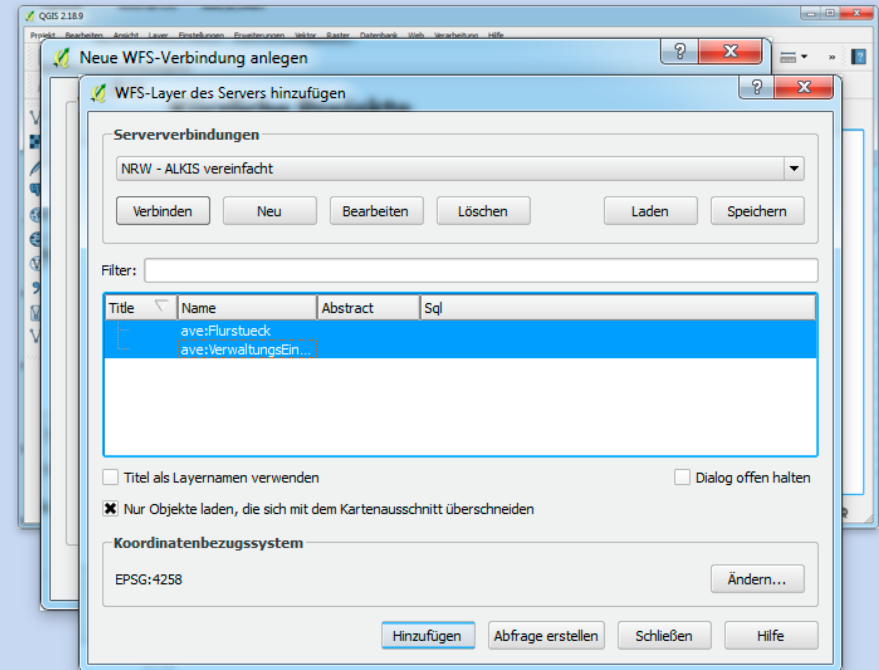 QGIS 2.18.9
Projekt Bearbeiten Ansicht Layer Einstellungen Erweiterungen Vektor Raster Datenbank Web Verarbeitung Hilfe
Neue WFS-Verbindung anlegen
WFS-Layer des Servers hinzufügen
Serververbindungen
NRW - ALKIS vereinfacht
Verbinden Neu Bearbeiten Löschen Laden Speichern
Filter:
Title Name Abstract Sql
ave:Flurstueck
ave:VerwaltungsEin...
Titel als Layernamen verwenden Dialog offen halten
Nur Objekte laden, die sich mit dem Kartenausschnitt überschneiden
Koordinatenbezugssystem
EPSG:4258 Ändern...
Hinzufügen Abfrage erstellen Schließen Hilfe